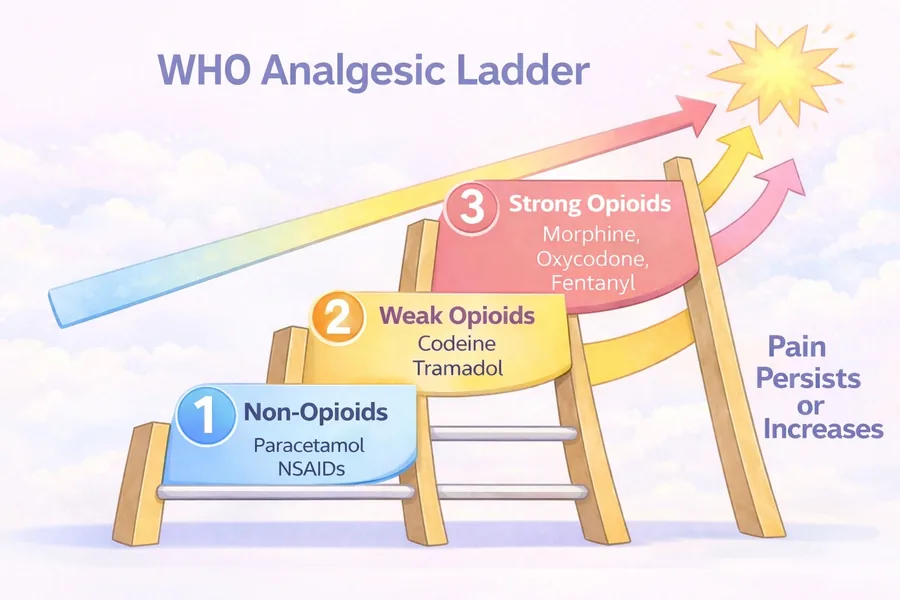 WHO Analgesic Ladder
3 Strong Opioids
Morphine,
Oxycodone,
Fentanyl
2 Weak Opioids
Codeine
Tramadol
1 Non-Opioids
Paracetamol
NSAIDs
Pain
Persists
or
Increases